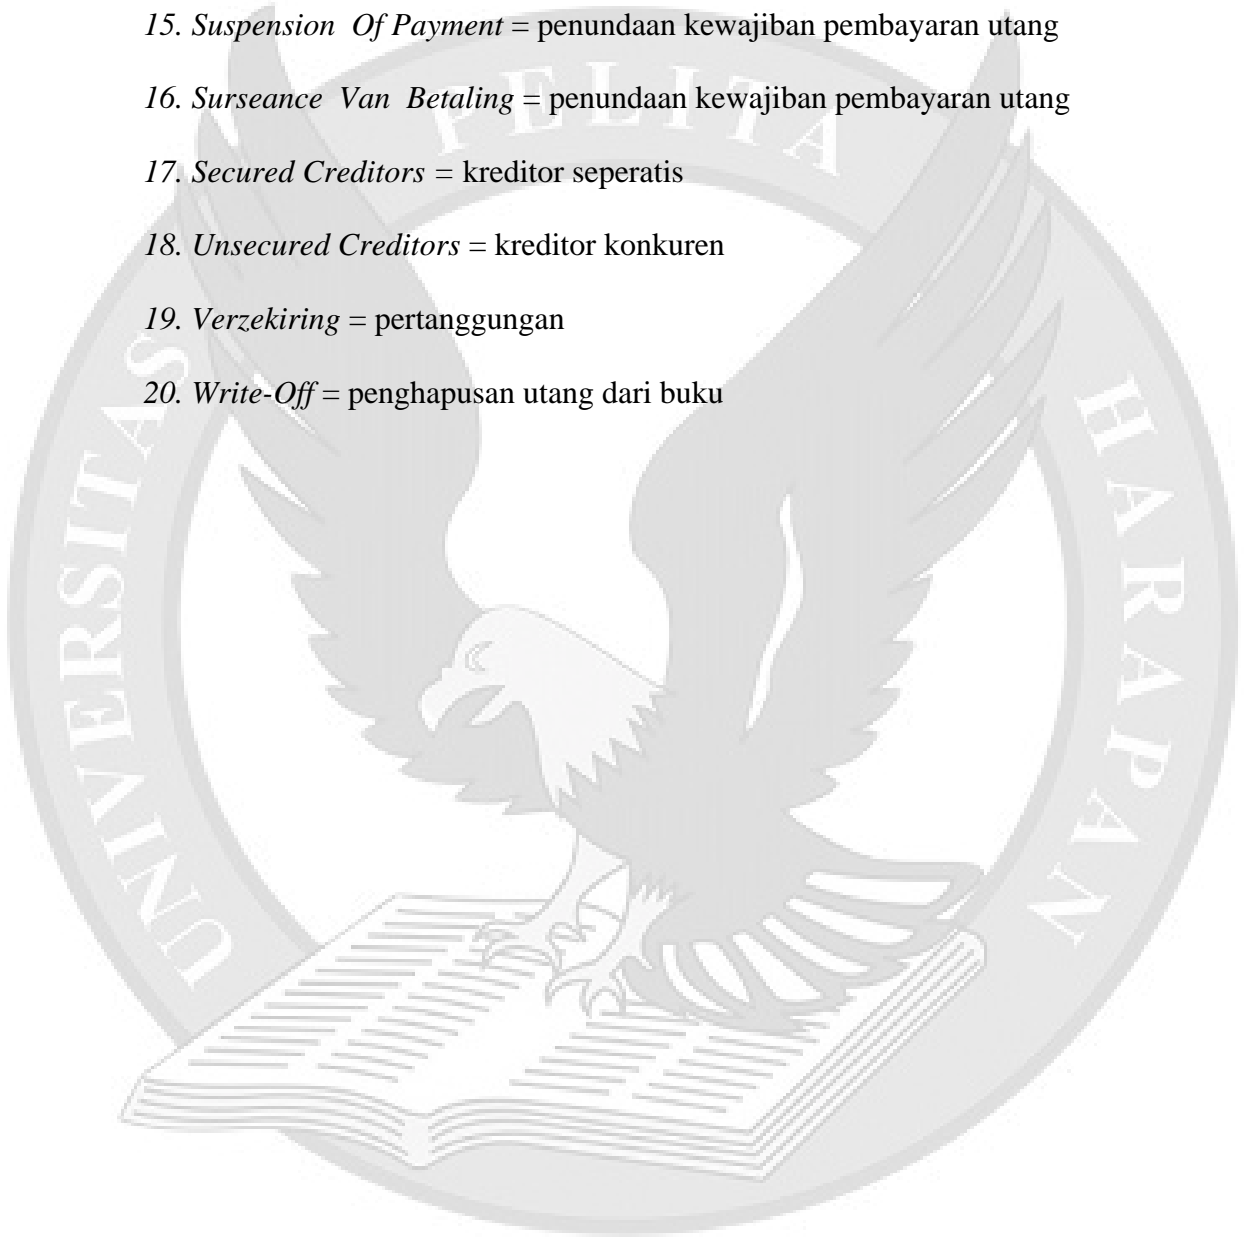 15. Suspension Of Payment = penundaan kewajiban pembayaran utang
16. Surseance Van Betaling = penundaan kewajiban pembayaran utang
17. Secured Creditors = kreditor seperatis
18. Unsecured Creditors = kreditor konkuren
19. Verzekiring = pertanggungan
20. Write-Off = penghapusan utang dari buku
UNIVERSITAS PELITA HARAPAN